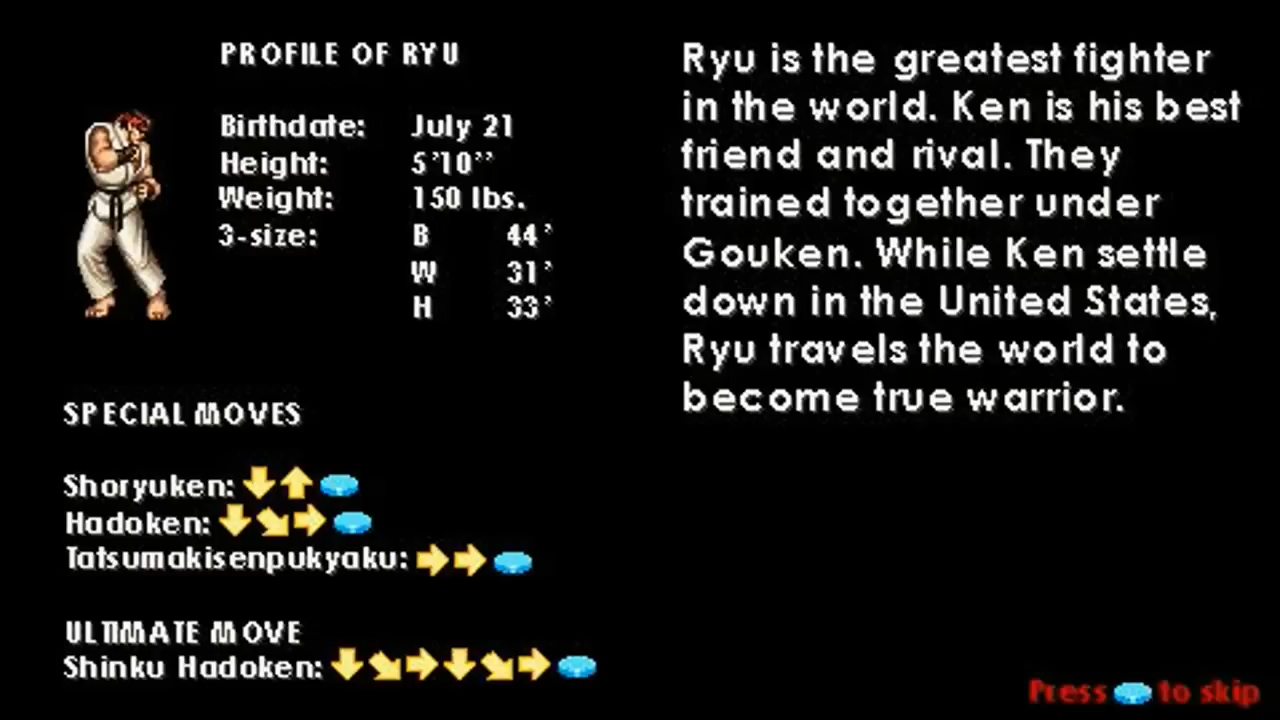 PROFILE OF RYU
Birthdate: July 21
Height: 5'10''
Weight: 150 lbs.
3-size: B 44'
W 31'
H 33'
SPECIAL MOVES
Shoryuken:
Hadoken:
Tatsumakisenpukyaku:
ULTIMATE MOVE
Shinku Hadoken:
Ryu is the greatest fighter
in the world. Ken is his best
friend and rival. They
trained together under
Gouken. While Ken settle
down in the United States,
Ryu travels the world to
become true warrior.
Press to skip